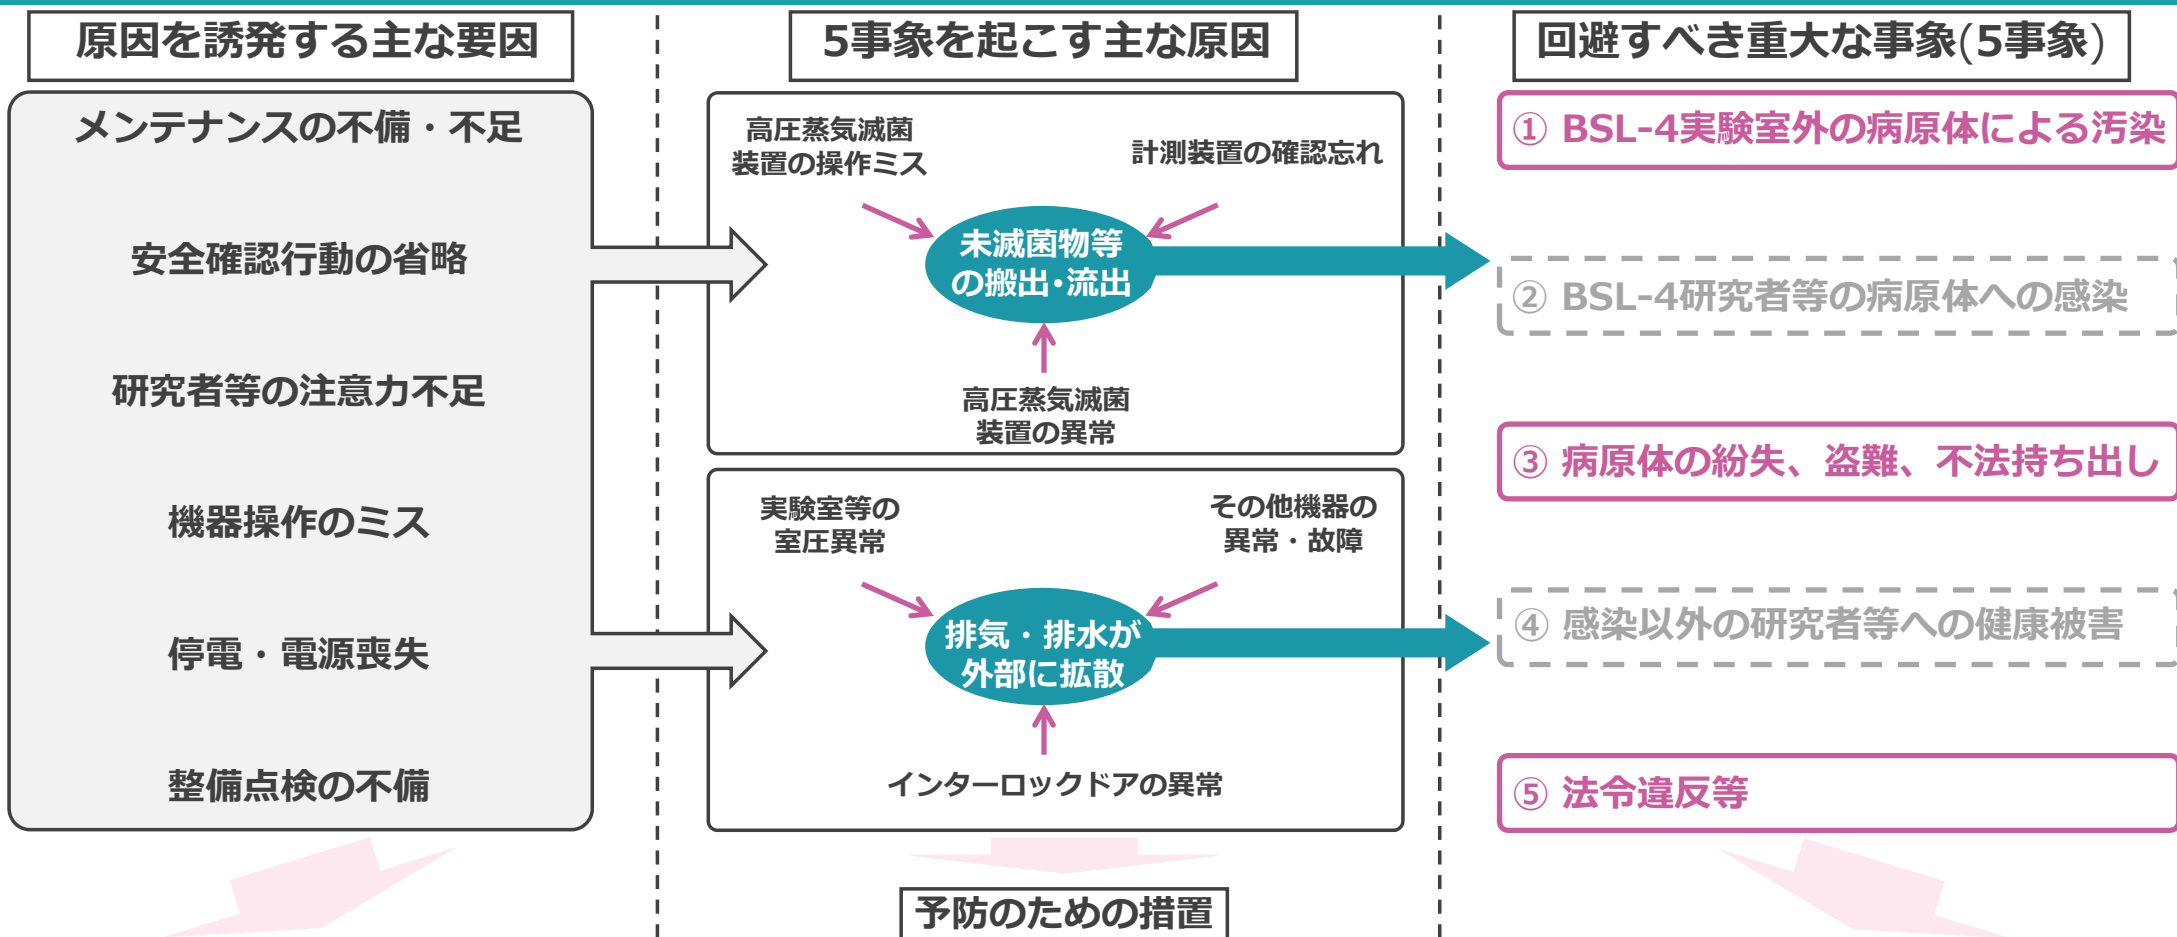 原因を誘発する主な要因
メンテナンスの不備・不足
安全確認行動の省略
研究者等の注意力不足
機器操作のミス
停電・電源喪失
整備点検の不備
5事象を起こす主な原因
高圧蒸気滅菌
装置の操作ミス
計測装置の確認忘れ
未滅菌物等
の搬出・流出
高圧蒸気滅菌
装置の異常
実験室等の
室圧異常
その他機器の
異常・故障
排気・排水が
外部に拡散
インターロックドアの異常
予防のための措置
回避すべき重大な事象(5事象)
① BSL-4実験室外の病原体による汚染
② BSL-4研究者等の病原体への感染
③ 病原体の紛失、盗難、不法持ち出し
④ 感染以外の研究者等への健康被害
⑤ 法令違反等